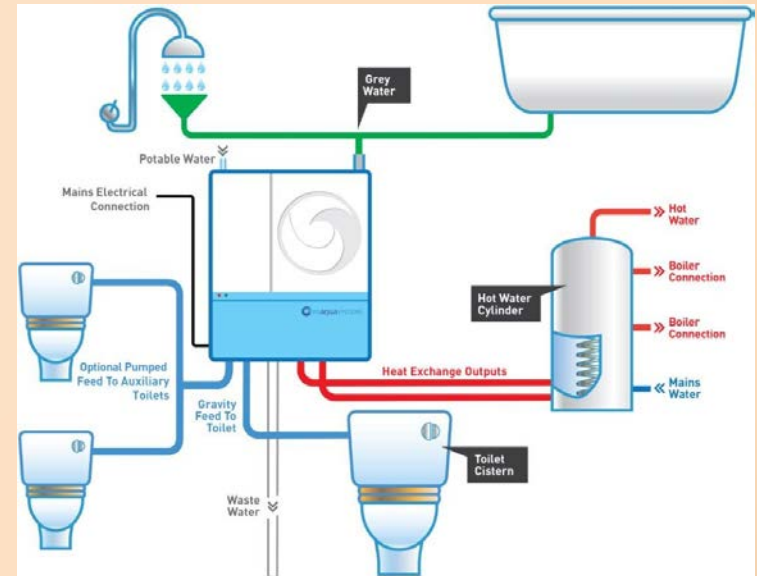 Grey
Water
Potable Water
Mains Electrical
Connection
Hot
Water
Boiler
Connection
Hot Water
Cylinder
Boiler
Connection
Heat Exchange Outputs
Mains
Water
Optional Pumped
Feed To Auxiliary
Toilets
Gravity
Feed To
Toilet
Toilet
Cistern
Waste
Water